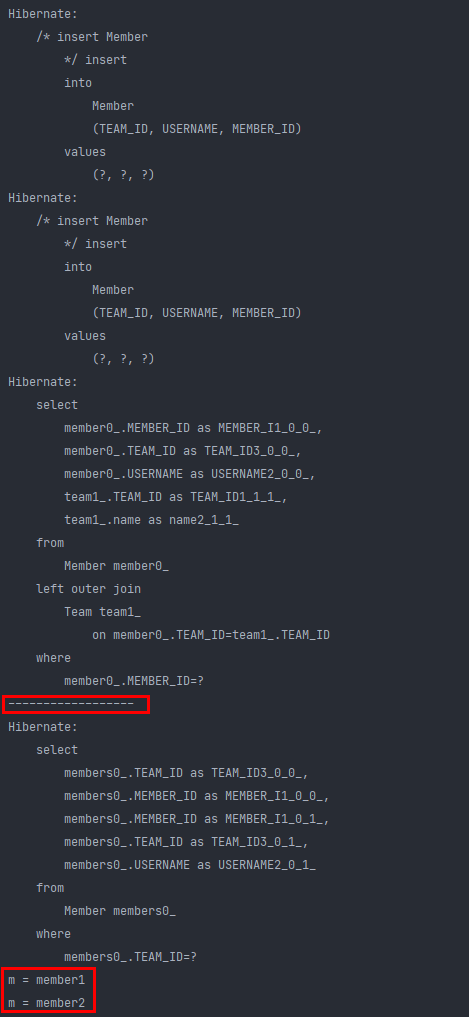 Hibernate:
    /* insert Member
        */ insert
        into
            Member
            (TEAM_ID, USERNAME, MEMBER_ID)
        values
            (?, ?, ?)
Hibernate:
    /* insert Member
        */ insert
        into
            Member
            (TEAM_ID, USERNAME, MEMBER_ID)
        values
            (?, ?, ?)
Hibernate:
    select
        member0_.MEMBER_ID as MEMBER_I1_0_0_,
        member0_.TEAM_ID as TEAM_ID3_0_0_,
        member0_.USERNAME as USERNAME2_0_0_,
        team1_.TEAM_ID as TEAM_ID1_1_1_,
        team1_.name as name2_1_1_
    from
        Member member0_
    left outer join
        Team team1_
            on member0_.TEAM_ID=team1_.TEAM_ID
    where
        member0_.MEMBER_ID=?
------------------
Hibernate:
    select
        members0_.TEAM_ID as TEAM_ID3_0_0_,
        members0_.MEMBER_ID as MEMBER_I1_0_0_,
        members0_.MEMBER_ID as MEMBER_I1_0_1_,
        members0_.TEAM_ID as TEAM_ID3_0_1_,
        members0_.USERNAME as USERNAME2_0_1_
    from
        Member members0_
    where
        members0_.TEAM_ID=?
m = member1
m = member2